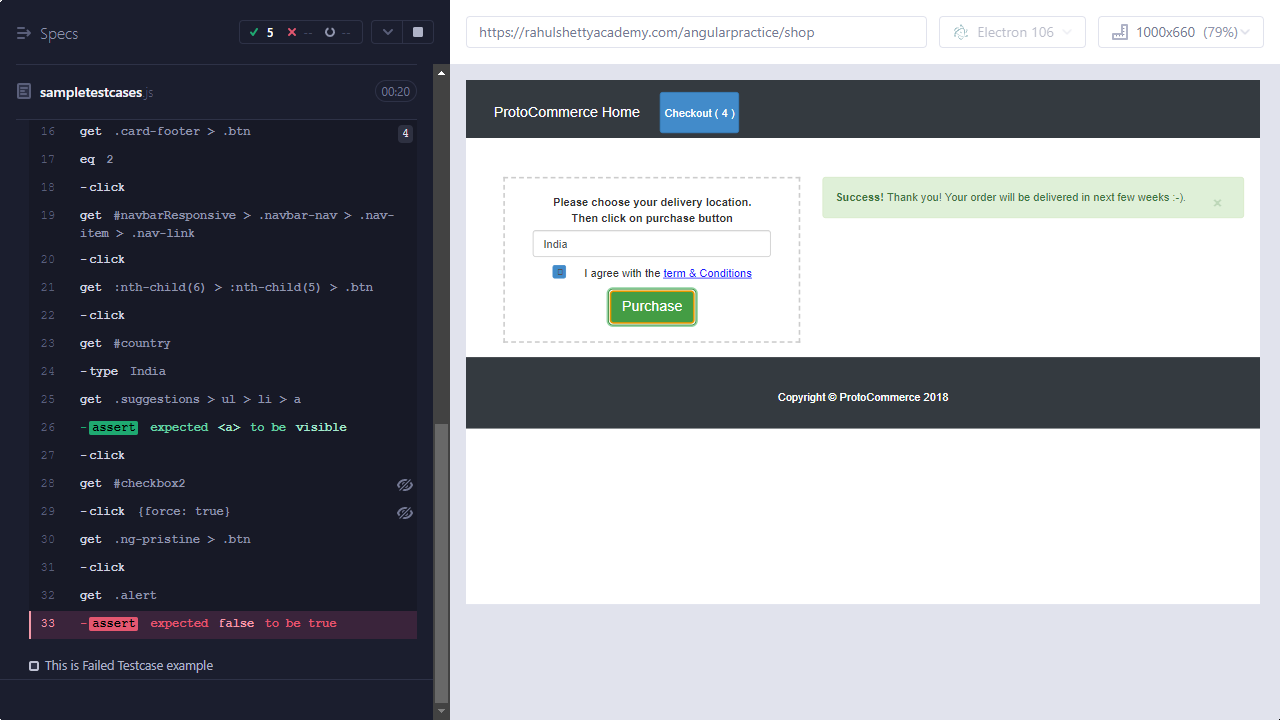 Specs
5
--
--
https://rahulshettyacademy.com/angularpractice/shop
Electron 106
1000x660 (79%)
sampletestcases.js
00:20
16 get .card-footer > .btn 4
17 eq 2
18 -click
19 get #navbarResponsive > .navbar-nav > .nav-
item > .nav-link
20 -click
21 get :nth-child(6) > :nth-child(5) > .btn
22 -click
23 get #country
24 -type India
25 get .suggestions > ul > li > a
26 -assert expected <a> to be visible
27 -click
28 get #checkbox2
29 -click {force: true}
30 get .ng-pristine > .btn
31 -click
32 get .alert
33 -assert expected false to be true
This is Failed Testcase example
ProtoCommerce Home
Checkout ( 4 )
Please choose your delivery location.
Then click on purchase button
India
I agree with the term & Conditions
Purchase
Success! Thank you! Your order will be delivered in next few weeks :-).
×
Copyright © ProtoCommerce 2018